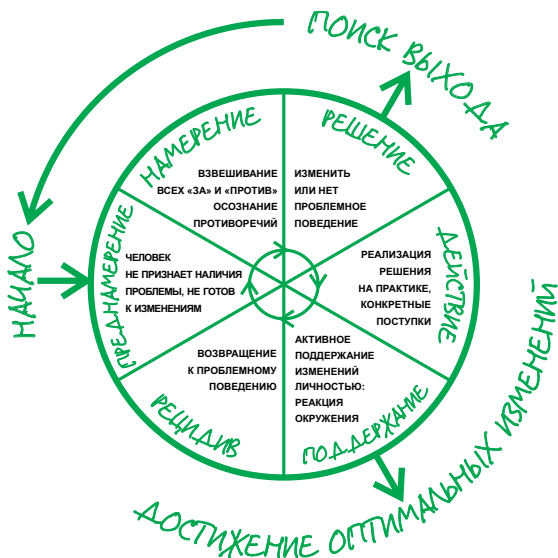 ПОИСК ВЫХОДА
НАЧАЛО
ПРЕДНАМЕРЕНИЕ
ЧЕЛОВЕК
НЕ ПРИЗНАЕТ НАЛИЧИЯ
ПРОБЛЕМЫ, НЕ ГОТОВ
К ИЗМЕНЕНИЯМ
НАМЕРЕНИЕ
ВЗВЕШИВАНИЕ
ВСЕХ «ЗА» И «ПРОТИВ»
ОСОЗНАНИЕ
ПРОТИВОРЕЧИЙ
РЕШЕНИЕ
ИЗМЕНИТЬ
ИЛИ НЕТ
ПРОБЛЕМНОЕ
ПОВЕДЕНИЕ
ДЕЙСТВИЕ
РЕАЛИЗАЦИЯ
РЕШЕНИЯ
НА ПРАКТИКЕ,
КОНКРЕТНЫЕ
ПОСТУПКИ
ПОДДЕРЖАНИЕ
АКТИВНОЕ
ПОДДЕРЖАНИЕ
ИЗМЕНЕНИЙ
ЛИЧНОСТЬЮ:
РЕАКЦИЯ
ОКРУЖЕНИЯ
РЕЦИДИВ
ВОЗВРАЩЕНИЕ
К ПРОБЛЕМНОМУ
ПОВЕДЕНИЮ
ДОСТИЖЕНИЕ ОПТИМАЛЬНЫХ ИЗМЕНЕНИЙ